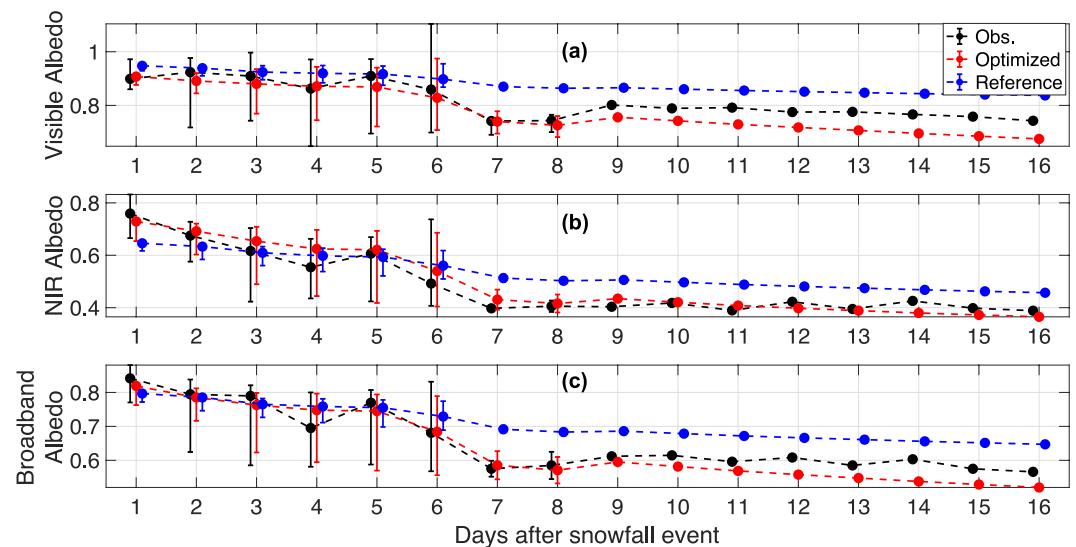 Visible Albedo
1
0.8
(a)
Obs.
Optimized
Reference
1 2 3 4 5 6 7 8 9 10 11 12 13 14 15 16
NIR Albedo
0.8
0.6
0.4
(b)
1 2 3 4 5 6 7 8 9 10 11 12 13 14 15 16
Broadband
Albedo
0.8
0.7
0.6
(c)
1 2 3 4 5 6 7 8 9 10 11 12 13 14 15 16
Days after snowfall event